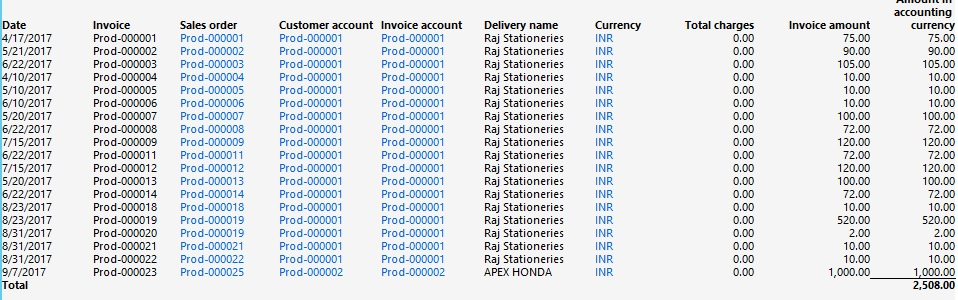 Amount in
accounting
Date Invoice Sales order Customer account Invoice account Delivery name Currency Total charges Invoice amount currency
4/17/2017 Prod-000001 Prod-000001 Prod-000001 Prod-000001 Raj Stationeries INR 0.00 75.00 75.00
5/21/2017 Prod-000002 Prod-000002 Prod-000001 Prod-000001 Raj Stationeries INR 0.00 90.00 90.00
6/22/2017 Prod-000003 Prod-000003 Prod-000001 Prod-000001 Raj Stationeries INR 0.00 105.00 105.00
4/10/2017 Prod-000004 Prod-000004 Prod-000001 Prod-000001 Raj Stationeries INR 0.00 10.00 10.00
5/10/2017 Prod-000005 Prod-000005 Prod-000001 Prod-000001 Raj Stationeries INR 0.00 10.00 10.00
6/10/2017 Prod-000006 Prod-000006 Prod-000001 Prod-000001 Raj Stationeries INR 0.00 10.00 10.00
5/20/2017 Prod-000007 Prod-000007 Prod-000001 Prod-000001 Raj Stationeries INR 0.00 100.00 100.00
6/22/2017 Prod-000008 Prod-000008 Prod-000001 Prod-000001 Raj Stationeries INR 0.00 72.00 72.00
7/15/2017 Prod-000009 Prod-000009 Prod-000001 Prod-000001 Raj Stationeries INR 0.00 120.00 120.00
6/22/2017 Prod-000011 Prod-000011 Prod-000001 Prod-000001 Raj Stationeries INR 0.00 72.00 72.00
7/15/2017 Prod-000012 Prod-000012 Prod-000001 Prod-000001 Raj Stationeries INR 0.00 120.00 120.00
5/20/2017 Prod-000013 Prod-000013 Prod-000001 Prod-000001 Raj Stationeries INR 0.00 100.00 100.00
6/22/2017 Prod-000014 Prod-000014 Prod-000001 Prod-000001 Raj Stationeries INR 0.00 72.00 72.00
8/23/2017 Prod-000018 Prod-000018 Prod-000001 Prod-000001 Raj Stationeries INR 0.00 10.00 10.00
8/23/2017 Prod-000019 Prod-000019 Prod-000001 Prod-000001 Raj Stationeries INR 0.00 520.00 520.00
8/31/2017 Prod-000020 Prod-000019 Prod-000001 Prod-000001 Raj Stationeries INR 0.00 2.00 2.00
8/31/2017 Prod-000021 Prod-000021 Prod-000001 Prod-000001 Raj Stationeries INR 0.00 10.00 10.00
8/31/2017 Prod-000022 Prod-000022 Prod-000001 Prod-000001 Raj Stationeries INR 0.00 10.00 10.00
9/7/2017 Prod-000023 Prod-000025 Prod-000002 Prod-000002 APEX HONDA INR 0.00 1,000.00 1,000.00
Total 2,508.00